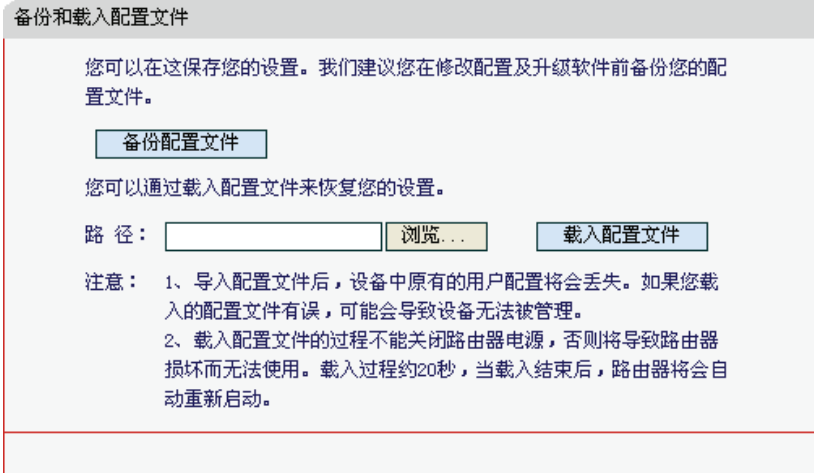 备份和载入配置文件
您可以在这保存您的设置。我们建议您在修改配置及升级软件前备份您的配
置文件。
备份配置文件
您可以通过载入配置文件来恢复您的设置。
路 径： 浏览... 载入配置文件
注意： 1、导入配置文件后，设备中原有的用户配置将会丢失。如果您载
入的配置文件有误，可能会导致设备无法被管理。
2、载入配置文件的过程不能关闭路由器电源，否则将导致路由器
损坏而无法使用。载入过程约20秒，当载入结束后，路由器将会自
动重新启动。